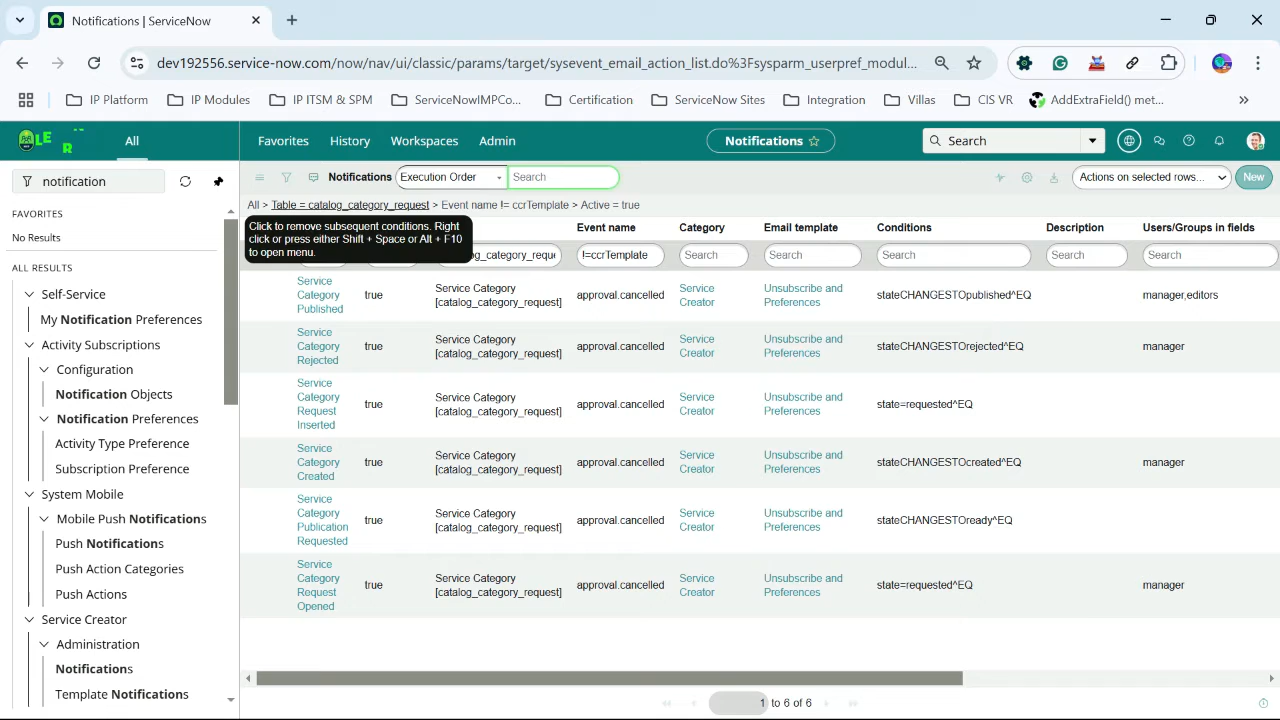 Notifications | ServiceNow
dev192556.service-now.com/now/nav/ui/classic/params/target/sysevent_email_action_list.do%3Fsysparm_userpref_modul...
IP Platform
IP Modules
IP ITSM & SPM
ServiceNowIMPCo...
Certification
ServiceNow Sites
Integration
Villas
CIS VR
AddExtraField() met...
LE
R
All
Favorites
History
Workspaces
Admin
Notifications
Search
notification
Notifications
Execution Order
Search
Actions on selected rows...
New
FAVORITES
No Results
ALL RESULTS
Self-Service
My Notification Preferences
Activity Subscriptions
Configuration
Notification Objects
Notification Preferences
Activity Type Preference
Subscription Preference
System Mobile
Mobile Push Notifications
Push Notifications
Push Action Categories
Push Actions
Service Creator
Administration
Notifications
Template Notifications
All > Table = catalog_category_request > Event name != ccrTemplate > Active = true
Click to remove subsequent conditions. Right
click or press either Shift + Space or Alt + F10
to open menu.
Event name
Category
Email template
Conditions
Description
Users/Groups in fields
_catalog_category_reque
!=ccrTemplate
Search
Search
Search
Search
Search
Service
Category
Published
true
Service Category
[catalog_category_request]
approval.cancelled
Service
Creator
Unsubscribe and
Preferences
stateCHANGESTOpublished^EQ
manager,editors
Service
Category
Rejected
true
Service Category
[catalog_category_request]
approval.cancelled
Service
Creator
Unsubscribe and
Preferences
stateCHANGESTOrejected^EQ
manager
Service
Category
Request
Inserted
true
Service Category
[catalog_category_request]
approval.cancelled
Service
Creator
Unsubscribe and
Preferences
state=requested^EQ
Service
Category
Created
true
Service Category
[catalog_category_request]
approval.cancelled
Service
Creator
Unsubscribe and
Preferences
stateCHANGESTOcreated^EQ
manager
Service
Category
Publication
Requested
true
Service Category
[catalog_category_request]
approval.cancelled
Service
Creator
Unsubscribe and
Preferences
stateCHANGESTOready^EQ
Service
Category
Request
Opened
true
Service Category
[catalog_category_request]
approval.cancelled
Service
Creator
Unsubscribe and
Preferences
state=requested^EQ
manager
1 to 6 of 6